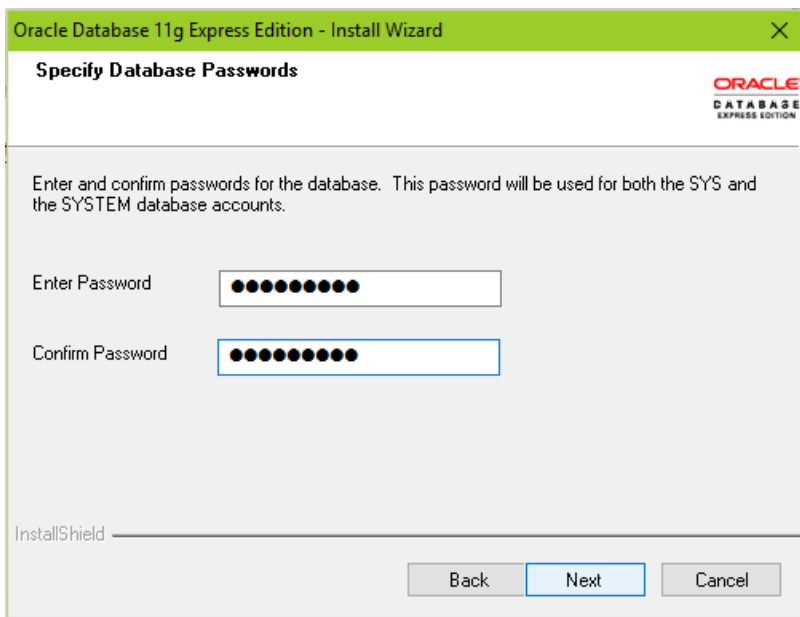 Oracle Database 11g Express Edition - Install Wizard
Specify Database Passwords
ORACLE
DATABASE
EXPRESS EDITION
Enter and confirm passwords for the database. This password will be used for both the SYS and
the SYSTEM database accounts.
Enter Password
Confirm Password
InstallShield
Back Next Cancel